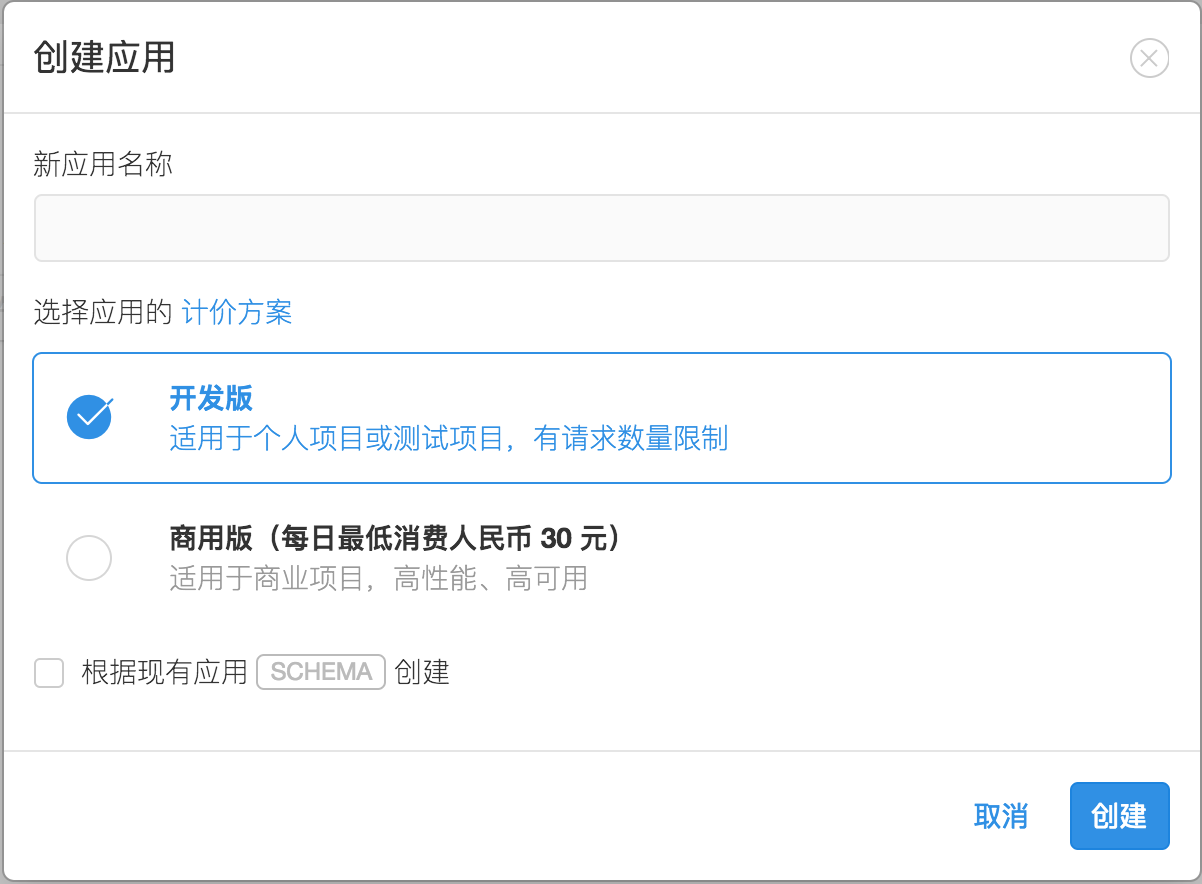 创建应用
新应用名称
选择应用的 计价方案
开发版
适用于个人项目或测试项目，有请求数量限制
商用版（每日最低消费人民币 30 元）
适用于商业项目，高性能、高可用
根据现有应用 SCHEMA 创建
取消 创建